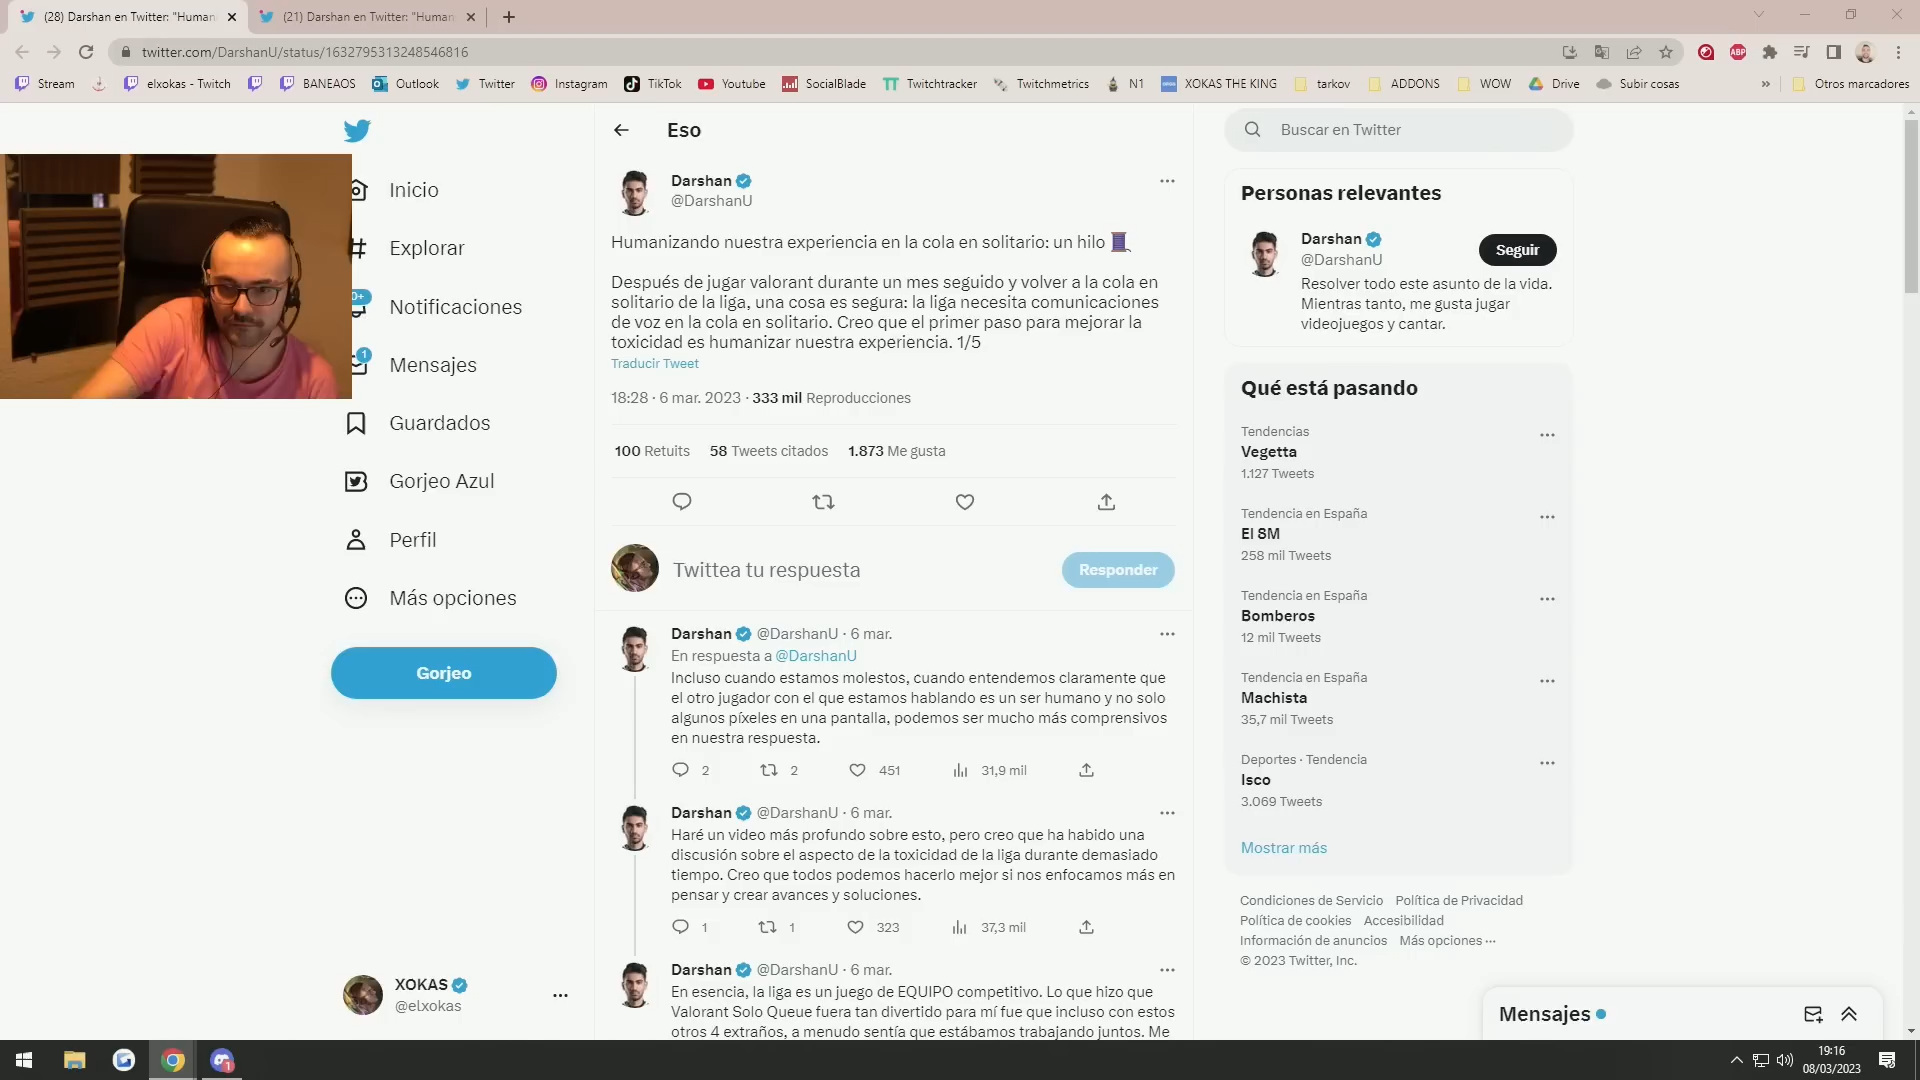 (28) Darshan en Twitter: "Human
(21) Darshan en Twitter: "Human
twitter.com/DarshanU/status/1632795313248546816
ABP
Stream
elxokas - Twitch
BANEAOS
Outlook
Twitter
Instagram
TikTok
Youtube
SocialBlade
Twitchtracker
Twitchmetrics
N1
XOKAS THE KING
tarkov
ADDONS
WOW
Drive
Subir cosas
»
Otros marcadores
Inicio
Explorar
Notificaciones
0+
Mensajes
1
Guardados
Gorjeo Azul
Perfil
Más opciones
Gorjeo
XOKAS
@elxokas
Eso
Darshan
@DarshanU
Humanizando nuestra experiencia en la cola en solitario: un hilo
Después de jugar valorant durante un mes seguido y volver a la cola en
solitario de la liga, una cosa es segura: la liga necesita comunicaciones
de voz en la cola en solitario. Creo que el primer paso para mejorar la
toxicidad es humanizar nuestra experiencia. 1/5
Traducir Tweet
18:28 · 6 mar. 2023 · 333 mil Reproducciones
100 Retuits 58 Tweets citados 1.873 Me gusta
Twittea tu respuesta
Responder
Darshan @DarshanU · 6 mar.
En respuesta a @DarshanU
Incluso cuando estamos molestos, cuando entendemos claramente que
el otro jugador con el que estamos hablando es un ser humano y no solo
algunos píxeles en una pantalla, podemos ser mucho más comprensivos
en nuestra respuesta.
2 2 451 31,9 mil
Darshan @DarshanU · 6 mar.
Haré un video más profundo sobre esto, pero creo que ha habido una
discusión sobre el aspecto de la toxicidad de la liga durante demasiado
tiempo. Creo que todos podemos hacerlo mejor si nos enfocamos más en
pensar y crear avances y soluciones.
1 1 323 37,3 mil
Darshan @DarshanU · 6 mar.
En esencia, la liga es un juego de EQUIPO competitivo. Lo que hizo que
Valorant Solo Queue fuera tan divertido para mí fue que incluso con estos
otros 4 extraños, a menudo sentía que estábamos trabajando juntos. Me
Buscar en Twitter
Personas relevantes
Darshan
@DarshanU
Seguir
Resolver todo este asunto de la vida.
Mientras tanto, me gusta jugar
videojuegos y cantar.
Qué está pasando
Tendencias
Vegetta
1.127 Tweets
Tendencia en España
El 8M
258 mil Tweets
Tendencia en España
Bomberos
12 mil Tweets
Tendencia en España
Machista
35,7 mil Tweets
Deportes · Tendencia
Isco
3.069 Tweets
Mostrar más
Condiciones de Servicio Política de Privacidad
Política de cookies Accesibilidad
Información de anuncios Más opciones ···
© 2023 Twitter, Inc.
Mensajes
1
19:16
08/03/2023